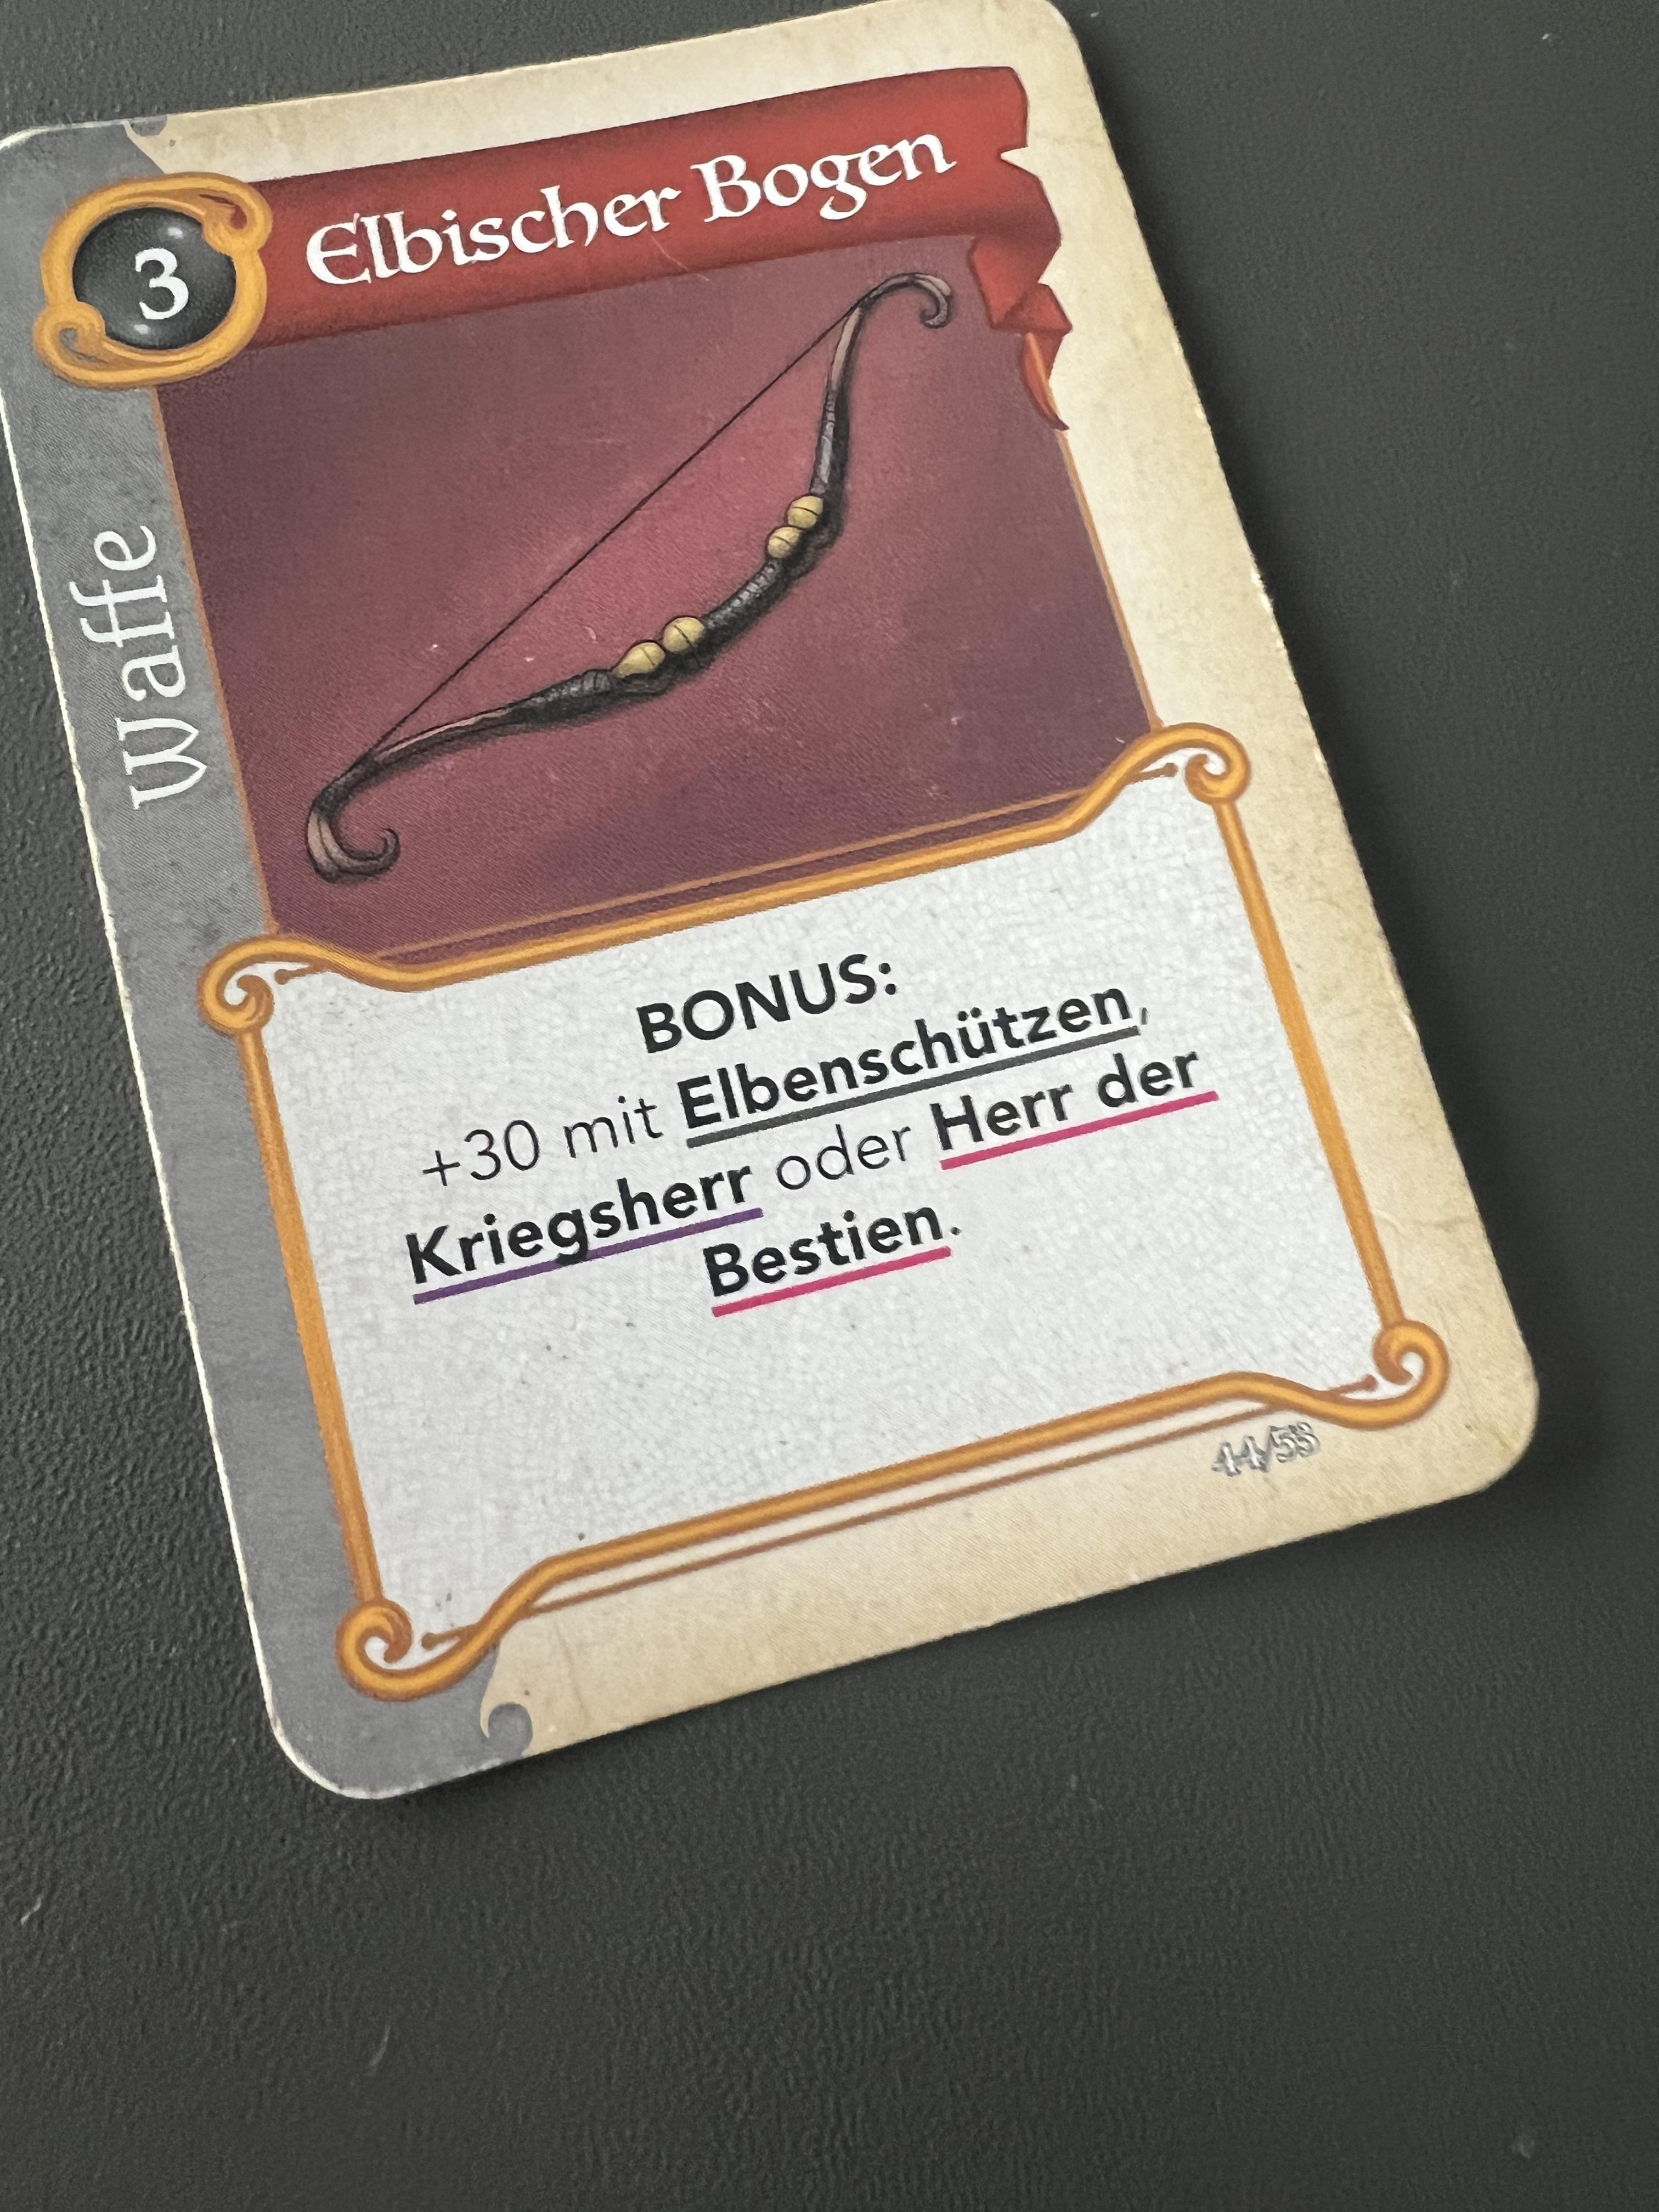 3
Elbischer Bogen
Waffe
BONUS:
+30 mit Elbenschützen,
Kriegsherr oder Herr der
Bestien.
44/53